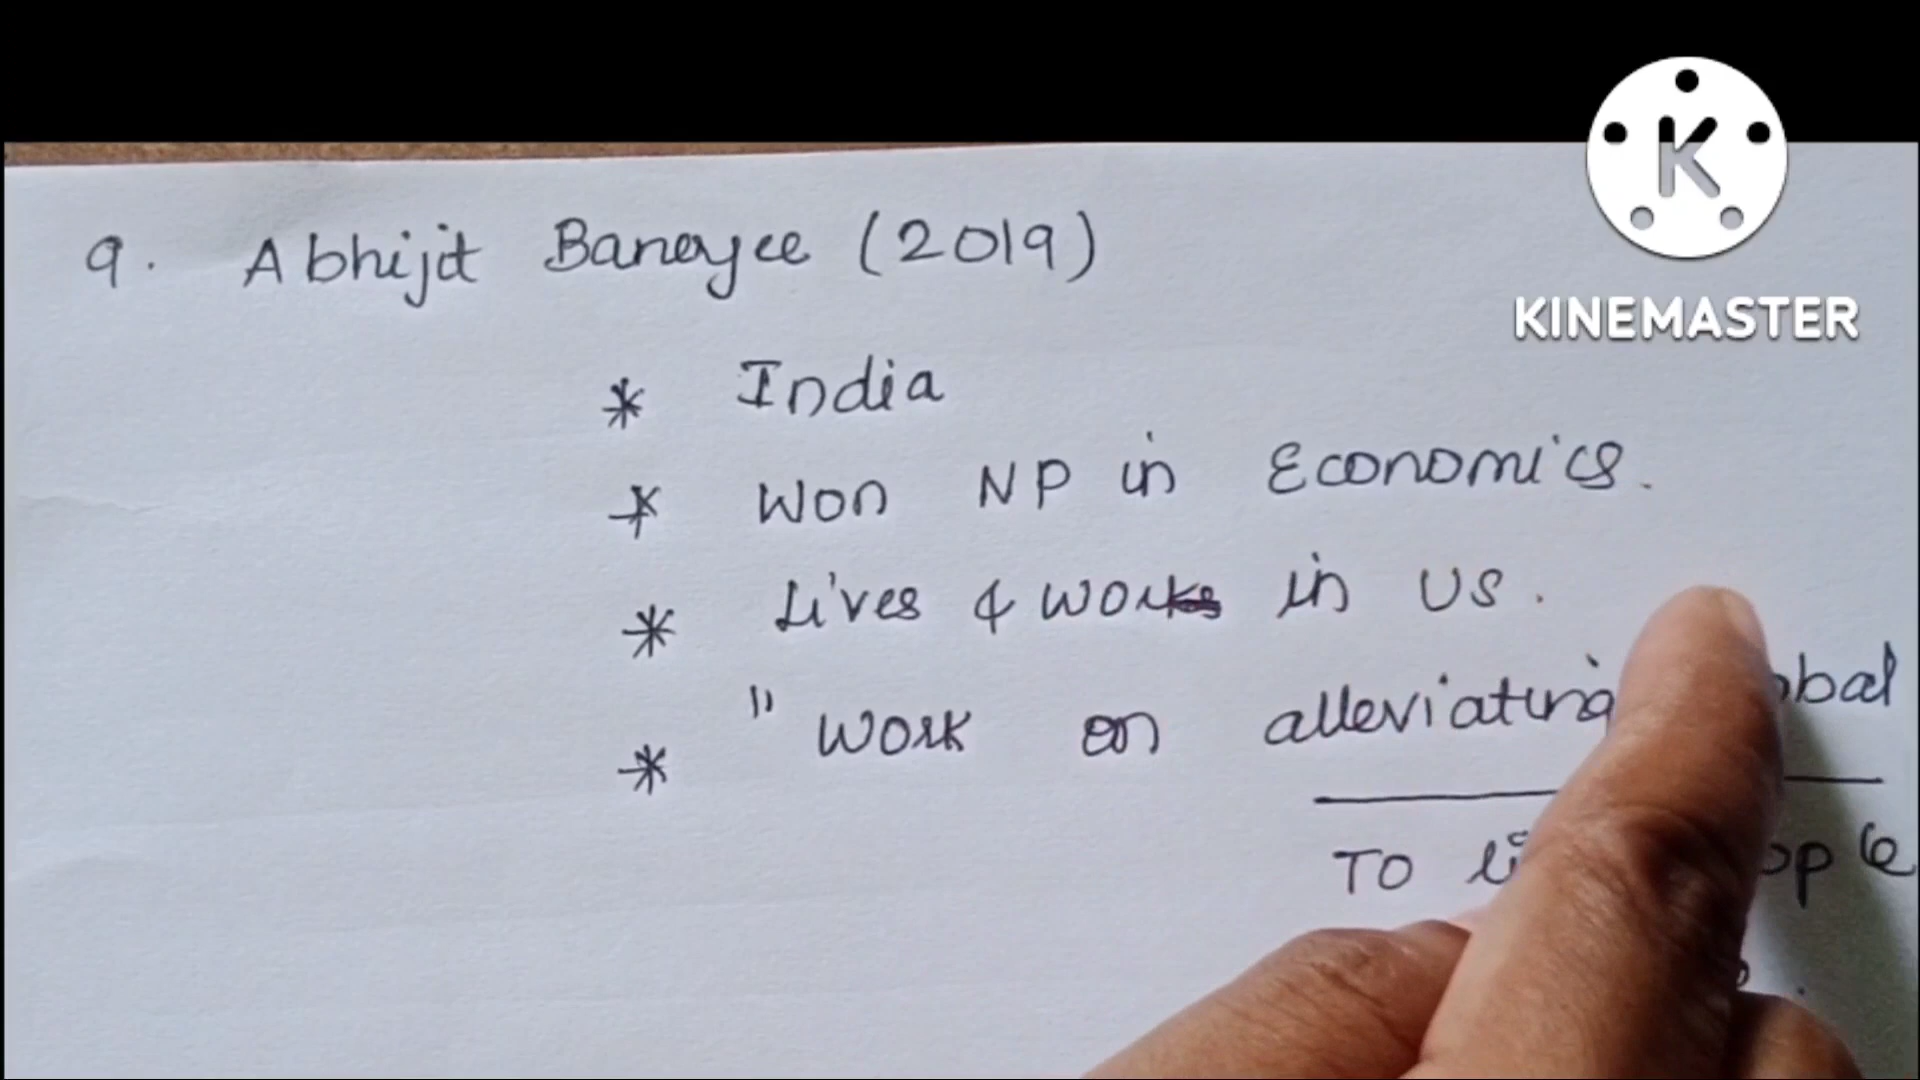 9. Abhijit Banerjee (2019)
* India
* Won NP in Economics.
* Lives & works in US.
* " Work on alleviating
To
KINEMASTER